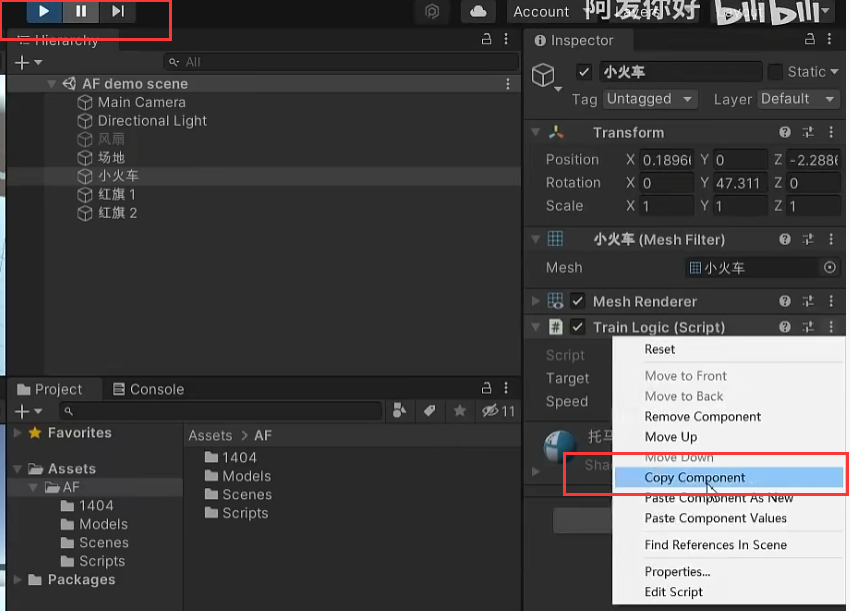 Account
阿发你好
bilibili
Hierarchy
All
AF demo scene
Main Camera
Directional Light
风扇
场地
小火车
红旗 1
红旗 2
Inspector
小火车
Static
Tag Untagged Layer Default
Transform
Position X 0.1896 Y 0 Z -2.288
Rotation X 0 Y 47.311 Z 0
Scale X 1 Y 1 Z 1
小火车 (Mesh Filter)
Mesh 小火车
Mesh Renderer
# Train Logic (Script)
Script
Target
Speed
托马
Sha
Reset
Move to Front
Move to Back
Remove Component
Move Up
Move Down
Copy Component
Paste Component As New
Paste Component Values
Find References In Scene
Properties...
Edit Script
Project Console
11
Favorites
Assets
AF
1404
Models
Scenes
Scripts
Packages
Assets > AF
1404
Models
Scenes
Scripts